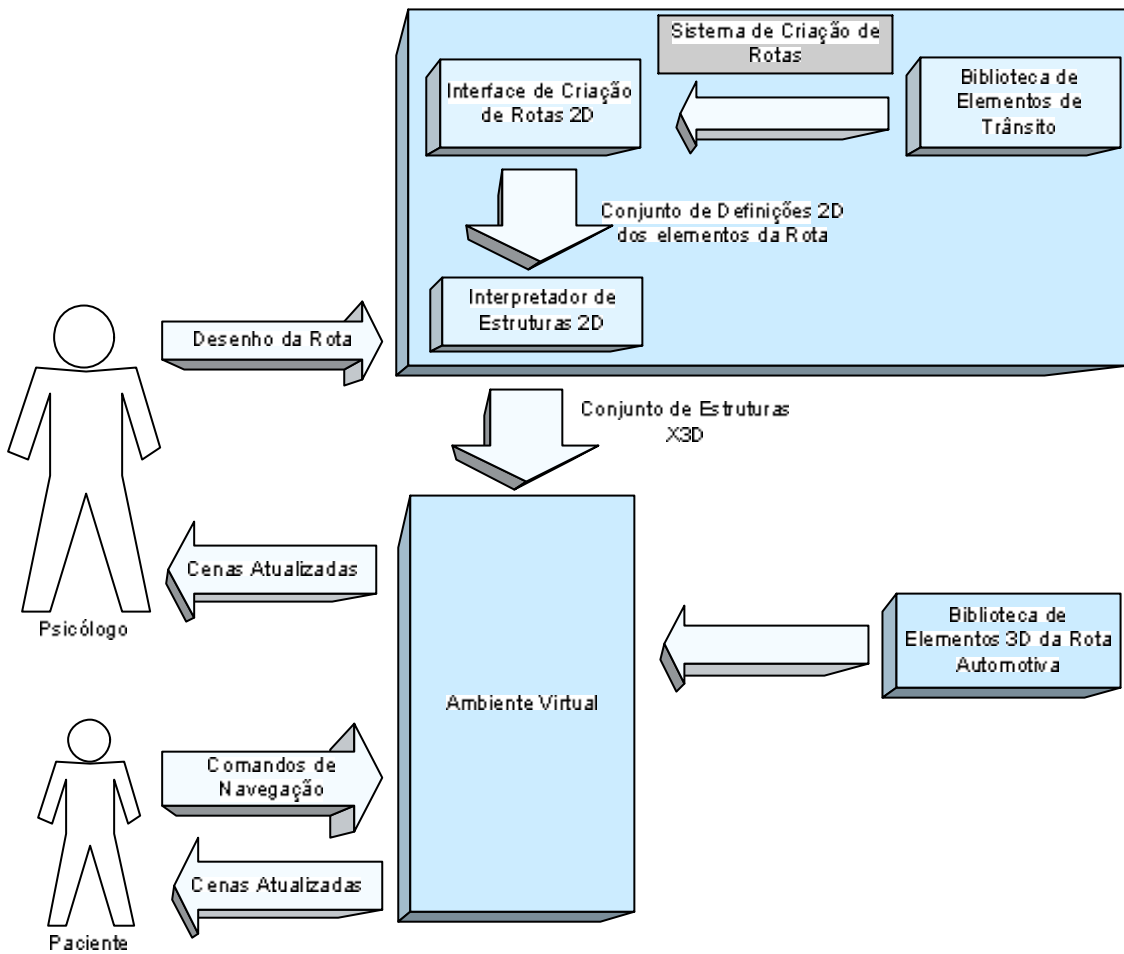 Sistema de Criação de
Rotas
Interface de Criação
de Rotas 2D
Biblioteca de
Elementos de
Trânsito
Conjunto de Definições 2D
dos elementos da Rota
Interpretador de
Estruturas 2D
Desenho da Rota
Conjunto de Estruturas
X3D
Cenas Atualizadas
Psicólogo
Biblioteca de
Elementos 3D da Rota
Automotiva
Ambiente Virtual
Comandos de
Navegação
Cenas Atualizadas
Paciente